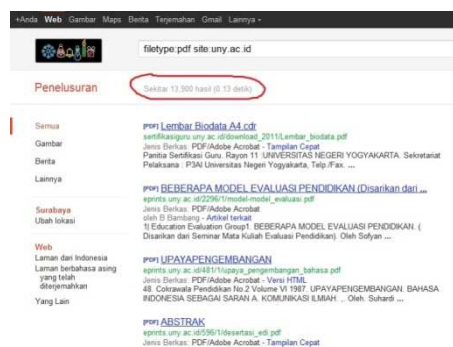 +Anda Web Gambar Maps Berita Terjemahan Gmail Lainnya
filetype:pdf site:uny.ac.id
Penelusuran
Sekitar 13,900 hasil (0.13 detik)
Semua
Gambar
Berita
Lainnya
Surabaya
Ubah lokasi
Web
Laman dari Indonesia
Laman berbahasa asing
yang telah
diterjemahkan
Yang Lain
[PDF] Lembar Biodata A4.cdr
sertifikasiguru.uny.ac.id/download_2011/Lembar_biodata.pdf
Jenis Berkas: PDF/Adobe Acrobat - Tampilan Cepat
Panitia Sertifikasi Guru. Rayon 11 :UNIVERSITAS NEGERI YOGYAKARTA. Sekretariat
Pelaksana : P3AI Universitas Negeri Yogyakarta, Telp./Fax. ...
[PDF] BEBERAPA MODEL EVALUASI PENDIDIKAN (Disarikan dari ...
eprints.uny.ac.id/2296/1/model-model_evaluasi.pdf
Jenis Berkas: PDF/Adobe Acrobat
oleh B Bambang - Artikel terkait
1| Education Evaluation Group1. BEBERAPA MODEL EVALUASI PENDIDIKAN. (
Disarikan dari Seminar Mata Kuliah Evaluasi Pendidikan). Oleh Sofyan ...
[PDF] UPAYAPENGEMBANGAN
eprints.uny.ac.id/481/1/upaya_pengembangan_bahasa.pdf
Jenis Berkas: PDF/Adobe Acrobat - Versi HTML
48. Cokrawala Pendidikan No.2 Volume VI 1987. UPAYAPENGEMBANGAN. BAHASA
INDONESIA SEBAGAI SARAN A. KOMUNIKASI ILMIAH. .. Oleh. Suhardi ...
[PDF] ABSTRAK
eprints.uny.ac.id/596/1/desertasi_edi.pdf
Jenis Berkas: PDF/Adobe Acrobat - Tampilan Cepat